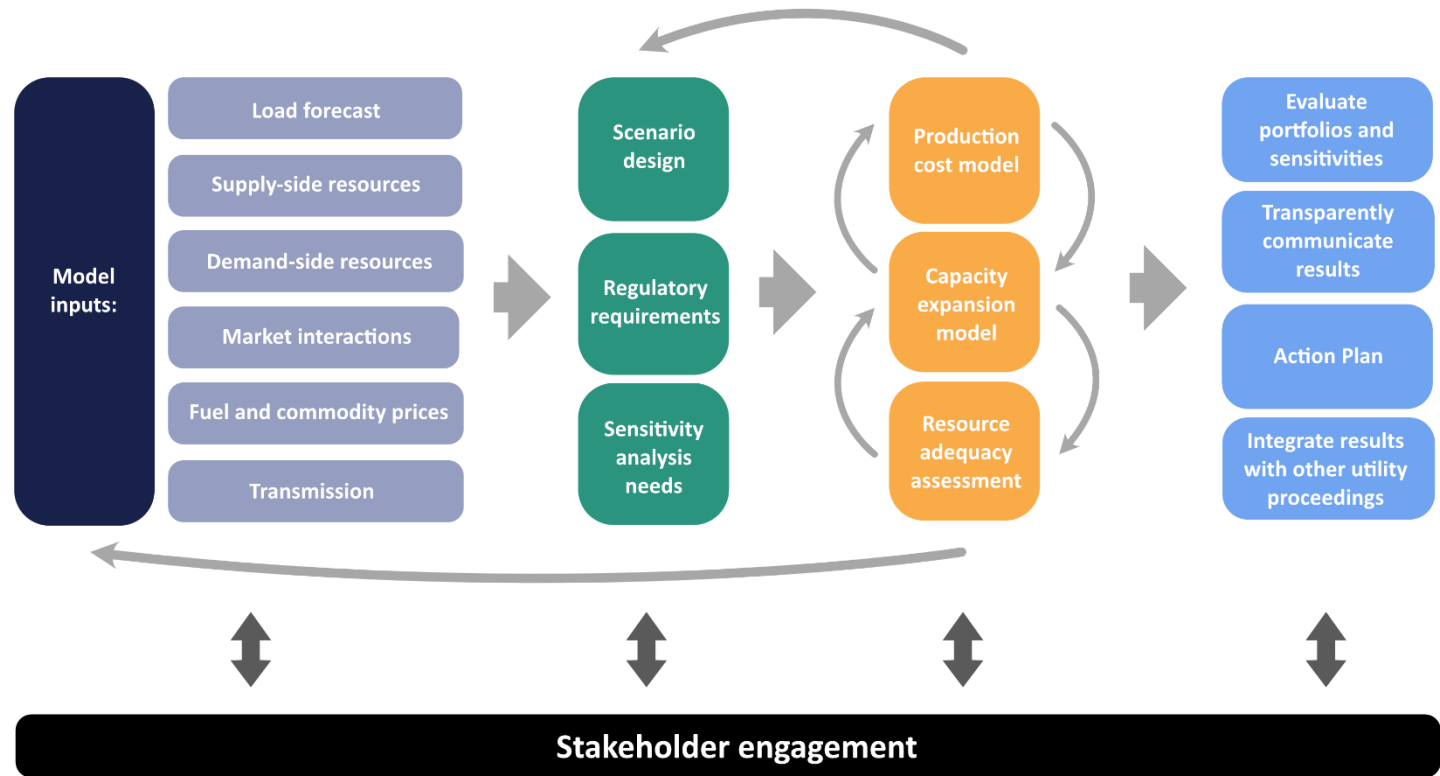 Model
inputs:
Load forecast
Supply-side resources
Demand-side resources
Market interactions
Fuel and commodity prices
Transmission
Scenario
design
Regulatory
requirements
Sensitivity
analysis
needs
Production
cost model
Capacity
expansion
model
Resource
adequacy
assessment
Evaluate
portfolios and
sensitivities
Transparently
communicate
results
Action Plan
Integrate results
with other utility
proceedings
Stakeholder engagement